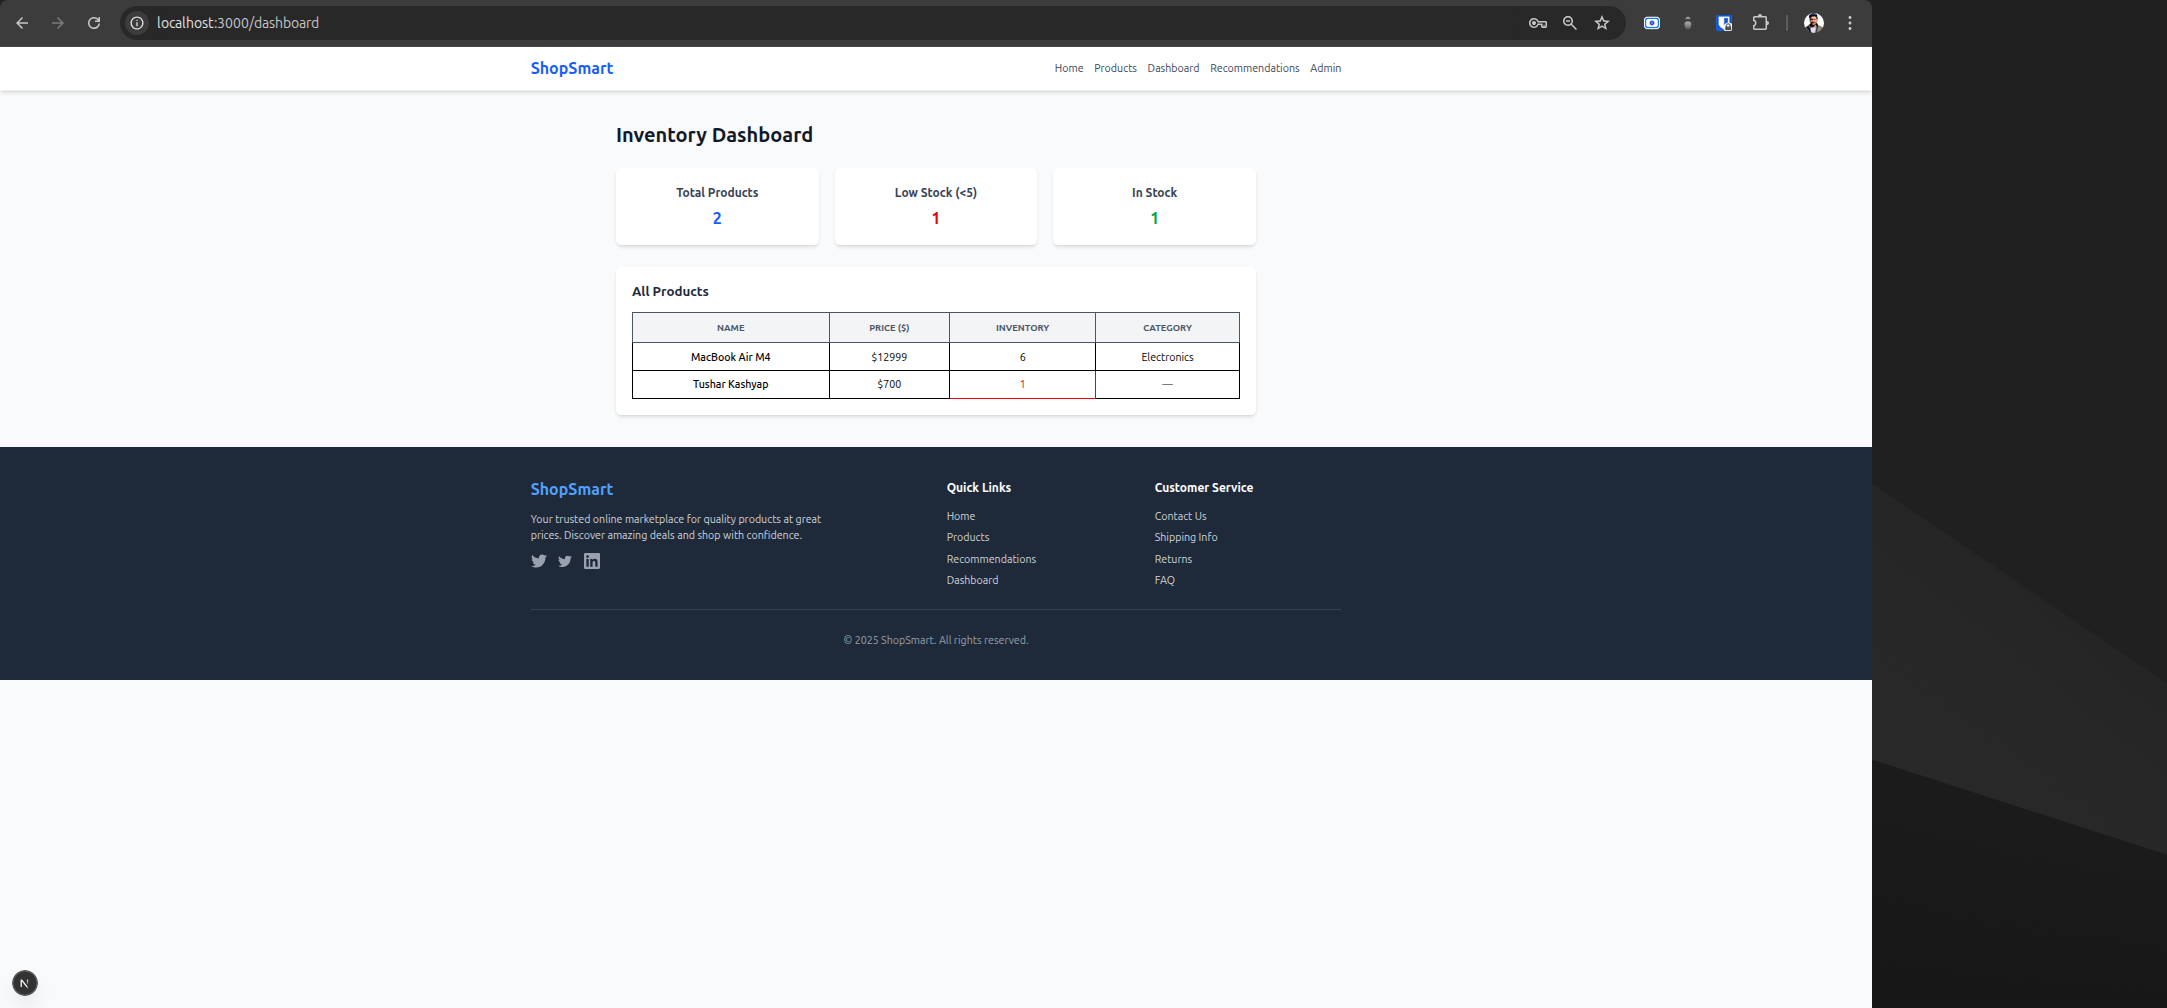 localhost:3000/dashboard
ShopSmart
Home Products Dashboard Recommendations Admin
Inventory Dashboard
Total Products
2
Low Stock (<5)
1
In Stock
1
All Products
NAME PRICE ($) INVENTORY CATEGORY
MacBook Air M4 $12999 6 Electronics
Tushar Kashyap $700 1 —
ShopSmart
Your trusted online marketplace for quality products at great
prices. Discover amazing deals and shop with confidence.
in
Quick Links
Home
Products
Recommendations
Dashboard
Customer Service
Contact Us
Shipping Info
Returns
FAQ
© 2025 ShopSmart. All rights reserved.
N